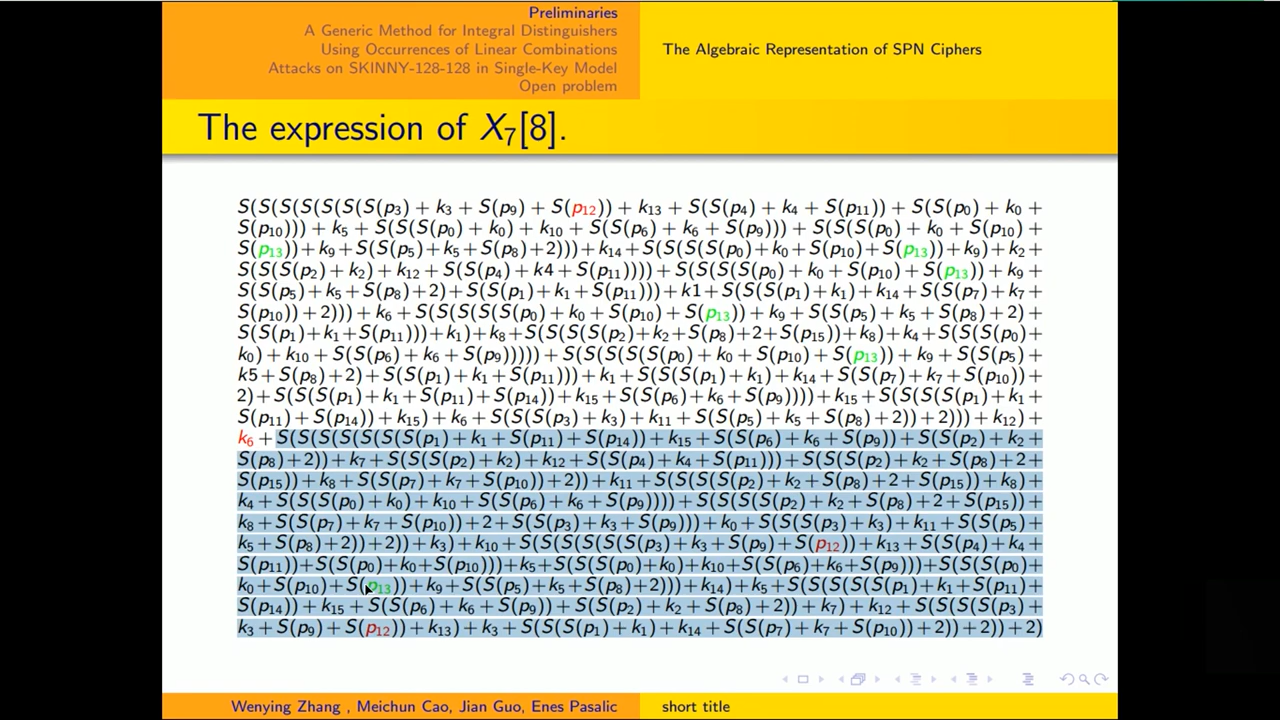 Preliminaries
A Generic Method for Integral Distinguishers
Using Occurrences of Linear Combinations
Attacks on SKINNY-128-128 in Single-Key Model
Open problem
The Algebraic Representation of SPN Ciphers
The expression of X₇[8].
S(S(S(S(S(S(S(p₃) + k₃ + S(p₉) + S(p₁₂)) + k₁₃ + S(S(p₄) + k₄ + S(p₁₁)) + S(S(p₀) + k₀ +
S(p₁₀))) + k₅ + S(S(S(p₀) + k₀) + k₁₀ + S(S(p₆) + k₆ + S(p₉))) + S(S(S(p₀) + k₀ + S(p₁₀) +
S(p₁₃)) + k₉ + S(S(p₅) + k₅ + S(p₈) + 2))) + k₁₄ + S(S(S(S(p₀) + k₀ + S(p₁₀) + S(p₁₃)) + k₉) + k₂ +
S(S(S(p₂) + k₂) + k₁₂ + S(S(p₄) + k4 + S(p₁₁)))) + S(S(S(S(p₀) + k₀ + S(p₁₀) + S(p₁₃)) + k₉ +
S(S(p₅) + k₅ + S(p₈) + 2) + S(S(p₁) + k₁ + S(p₁₁))) + k1 + S(S(S(p₁) + k₁) + k₁₄ + S(S(p₇) + k₇ +
S(p₁₀)) + 2))) + k₆ + S(S(S(S(S(p₀) + k₀ + S(p₁₀) + S(p₁₃)) + k₉ + S(S(p₅) + k₅ + S(p₈) + 2) +
S(S(p₁) + k₁ + S(p₁₁))) + k₁) + k₈ + S(S(S(S(p₂) + k₂ + S(p₈) + 2 + S(p₁₅)) + k₈) + k₄ + S(S(S(p₀) +
k₀) + k₁₀ + S(S(p₆) + k₆ + S(p₉))))) + S(S(S(S(S(p₀) + k₀ + S(p₁₀) + S(p₁₃)) + k₉ + S(S(p₅) +
k5 + S(p₈) + 2) + S(S(p₁) + k₁ + S(p₁₁))) + k₁ + S(S(S(p₁) + k₁) + k₁₄ + S(S(p₇) + k₇ + S(p₁₀)) +
2) + S(S(S(p₁) + k₁ + S(p₁₁) + S(p₁₄)) + k₁₅ + S(S(p₆) + k₆ + S(p₉)))) + k₁₅ + S(S(S(S(p₁) + k₁ +
S(p₁₁) + S(p₁₄)) + k₁₅) + k₆ + S(S(S(p₃) + k₃) + k₁₁ + S(S(p₅) + k₅ + S(p₈) + 2)) + 2))) + k₁₂) +
k₆ + S(S(S(S(S(S(S(p₁) + k₁ + S(p₁₁) + S(p₁₄)) + k₁₅ + S(S(p₆) + k₆ + S(p₉)) + S(S(p₂) + k₂ +
S(p₈) + 2)) + k₇ + S(S(S(p₂) + k₂) + k₁₂ + S(S(p₄) + k₄ + S(p₁₁))) + S(S(S(p₂) + k₂ + S(p₈) + 2 +
S(p₁₅)) + k₈ + S(S(p₇) + k₇ + S(p₁₀)) + 2)) + k₁₁ + S(S(S(S(p₂) + k₂ + S(p₈) + 2 + S(p₁₅)) + k₈) +
k₄ + S(S(S(p₀) + k₀) + k₁₀ + S(S(p₆) + k₆ + S(p₉)))) + S(S(S(S(p₂) + k₂ + S(p₈) + 2 + S(p₁₅)) +
k₈ + S(S(p₇) + k₇ + S(p₁₀)) + 2 + S(S(p₃) + k₃ + S(p₉))) + k₀ + S(S(S(p₃) + k₃) + k₁₁ + S(S(p₅) +
k₅ + S(p₈) + 2)) + 2)) + k₃) + k₁₀ + S(S(S(S(S(p₃) + k₃ + S(p₉) + S(p₁₂)) + k₁₃ + S(S(p₄) + k₄ +
S(p₁₁)) + S(S(p₀) + k₀ + S(p₁₀))) + k₅ + S(S(S(p₀) + k₀) + k₁₀ + S(S(p₆) + k₆ + S(p₉))) + S(S(S(p₀) +
k₀ + S(p₁₀) + S(p₁₃)) + k₉ + S(S(p₅) + k₅ + S(p₈) + 2))) + k₁₄) + k₅ + S(S(S(S(S(p₁) + k₁ + S(p₁₁) +
S(p₁₄)) + k₁₅ + S(S(p₆) + k₆ + S(p₉)) + S(S(p₂) + k₂ + S(p₈) + 2)) + k₇) + k₁₂ + S(S(S(S(p₃) +
k₃ + S(p₉) + S(p₁₂)) + k₁₃) + k₃ + S(S(S(p₁) + k₁) + k₁₄ + S(S(p₇) + k₇ + S(p₁₀)) + 2)) + 2)) + 2)
Wenying Zhang , Meichun Cao, Jian Guo, Enes Pasalic
short title